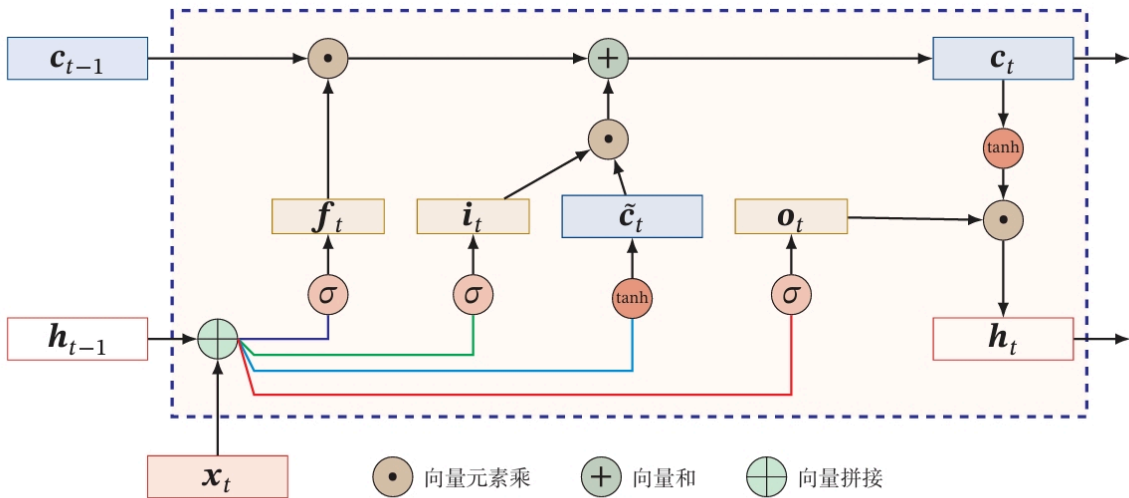 c_{t−1} ⊙ + c_t
⊙ tanh
f_t i_t c̃_t o_t ⊙
σ σ tanh σ
h_{t−1} h_t
x_t
向量元素乘 向量和 向量拼接